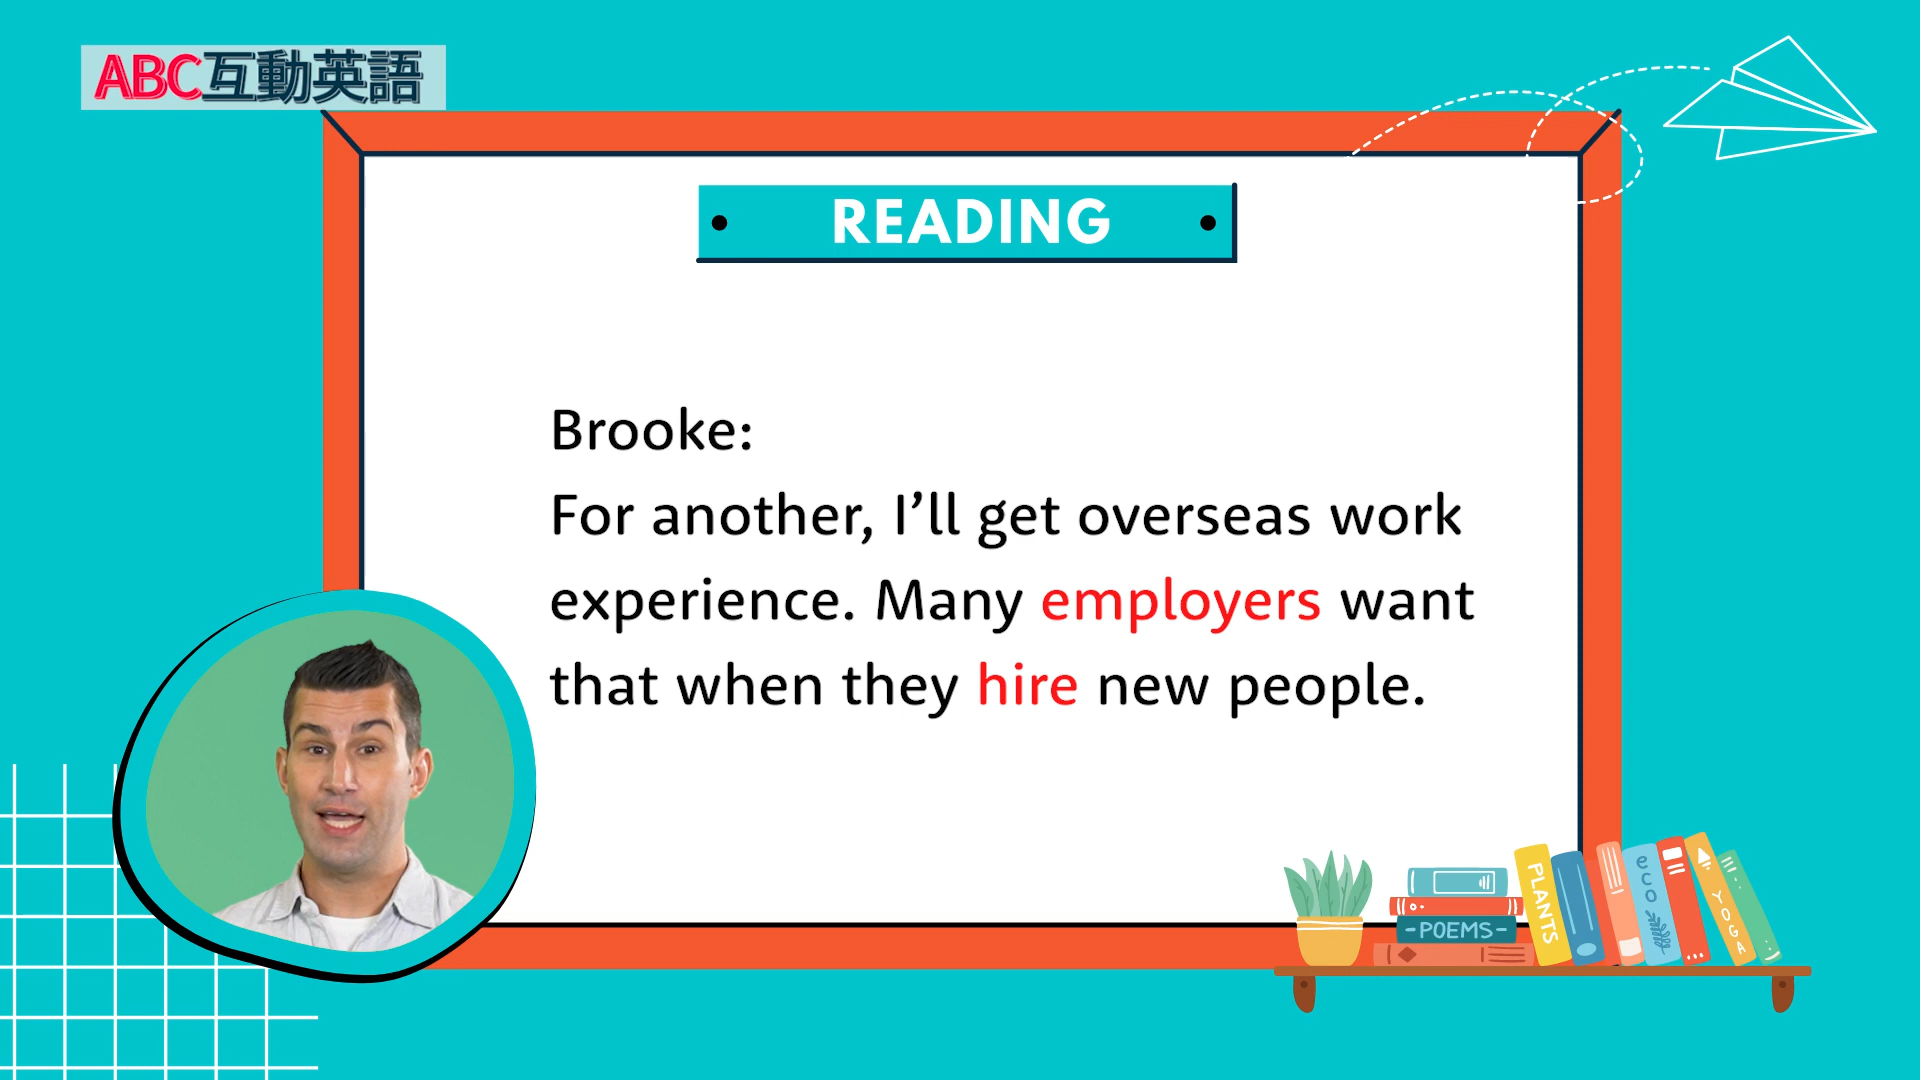 ABC互動英語
READING
Brooke:
For another, I’ll get overseas work
experience. Many employers want
that when they hire new people.
POEMS
PLANTS
eco
YOGA